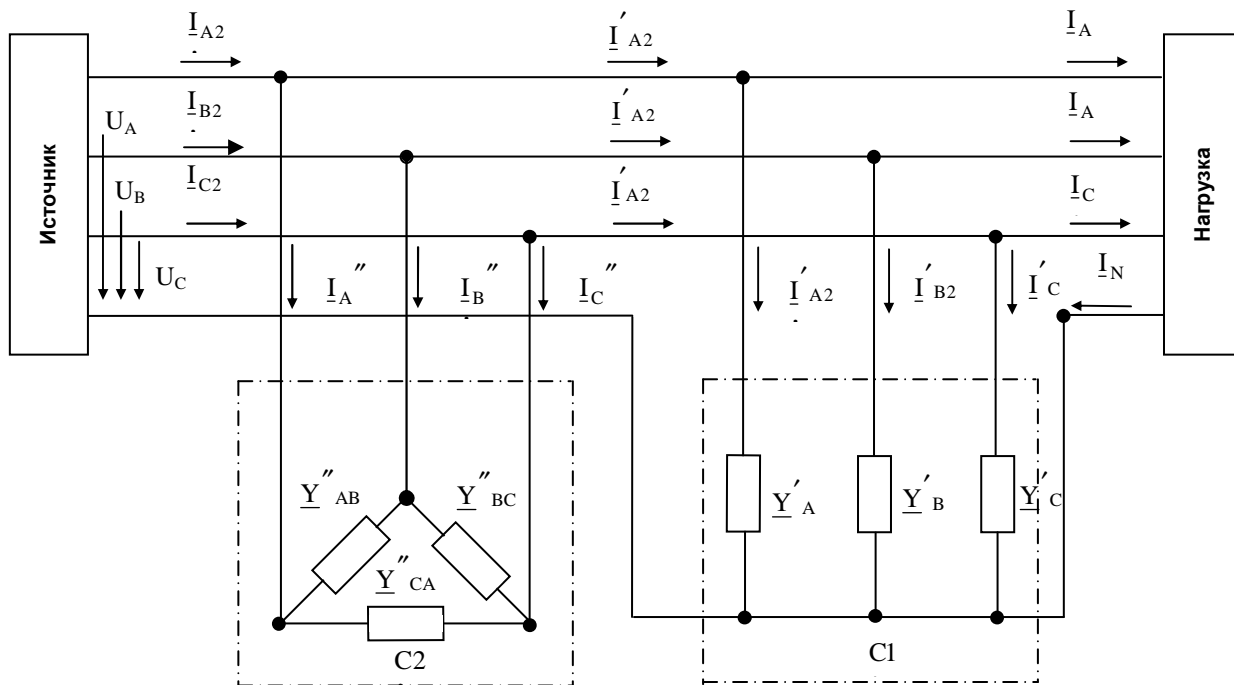 I_A2 I'_A2 I_A
I_B2 I'_A2 I_A
U_A
I_C2 I'_A2 I_C
U_B
Источник
Нагрузка
U_C I_A″ I_B″ I_C″ I'_A2 I'_B2 I'_C I_N
Y″_AB Y″_BC Y'_A Y'_B Y'_C
Y″_CA
C2 C1